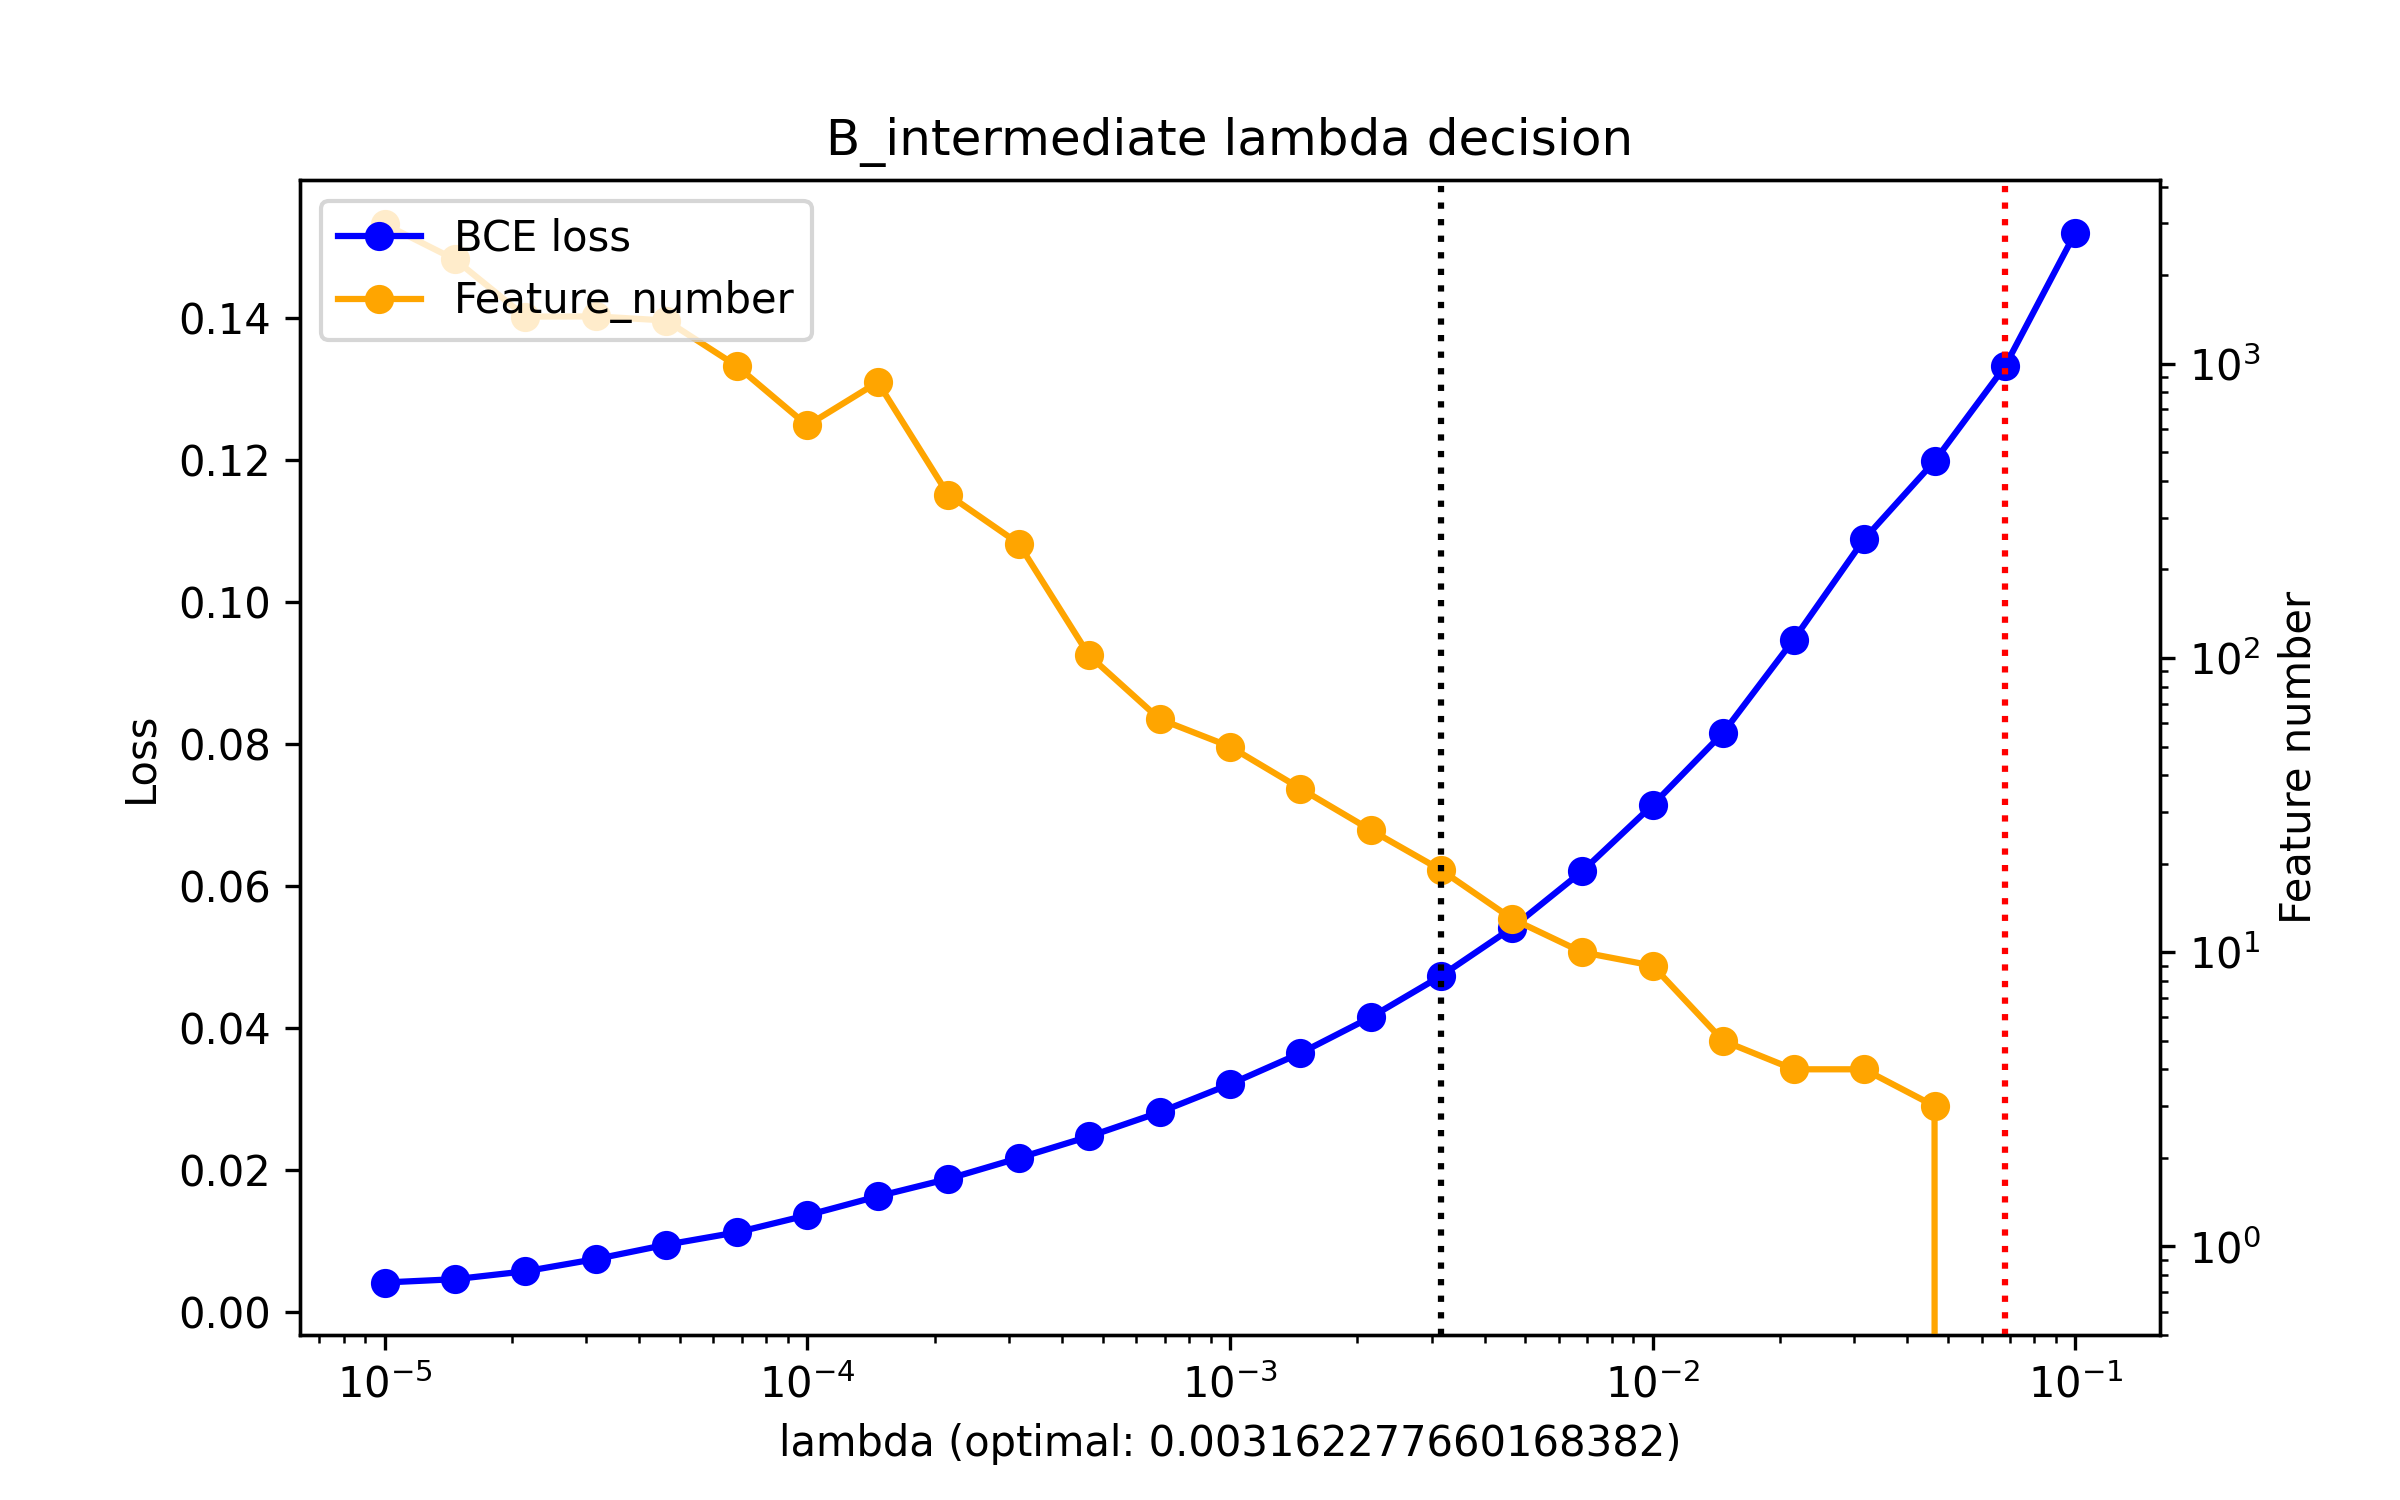 B_intermediate lambda decision
BCE loss
Feature_number
0.14
0.12
0.10
0.08
0.06
0.04
0.02
0.00
Loss
10³
10²
10¹
10⁰
Feature number
10⁻⁵ 10⁻⁴ 10⁻³ 10⁻² 10⁻¹
lambda (optimal: 0.003162277660168382)